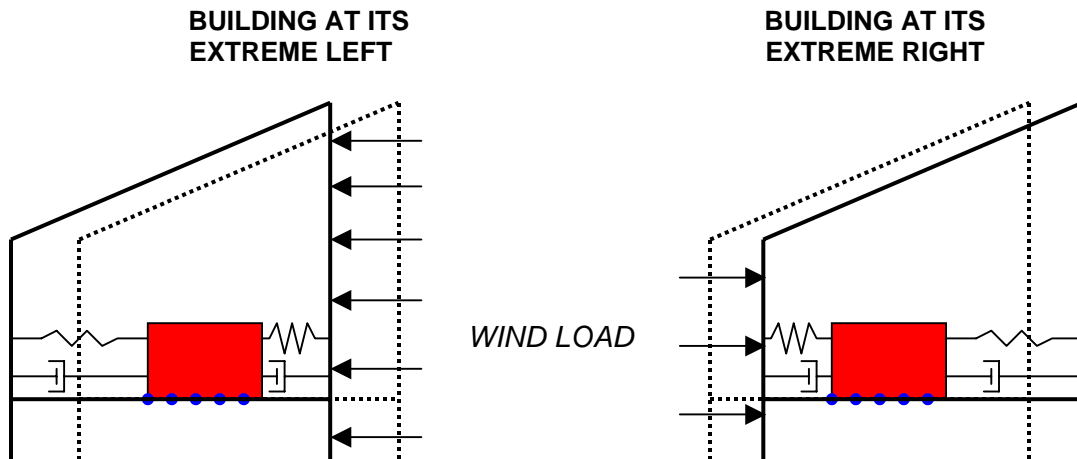 BUILDING AT ITS
EXTREME LEFT
BUILDING AT ITS
EXTREME RIGHT
WIND LOAD